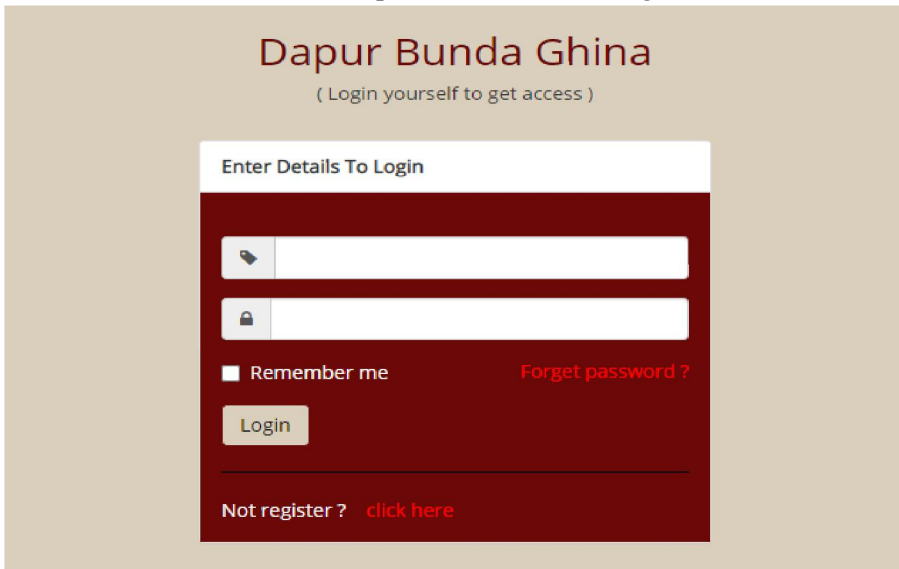 Dapur Bunda Ghina
( Login yourself to get access )
Enter Details To Login
Remember me
Forget password ?
Login
Not register ? click here